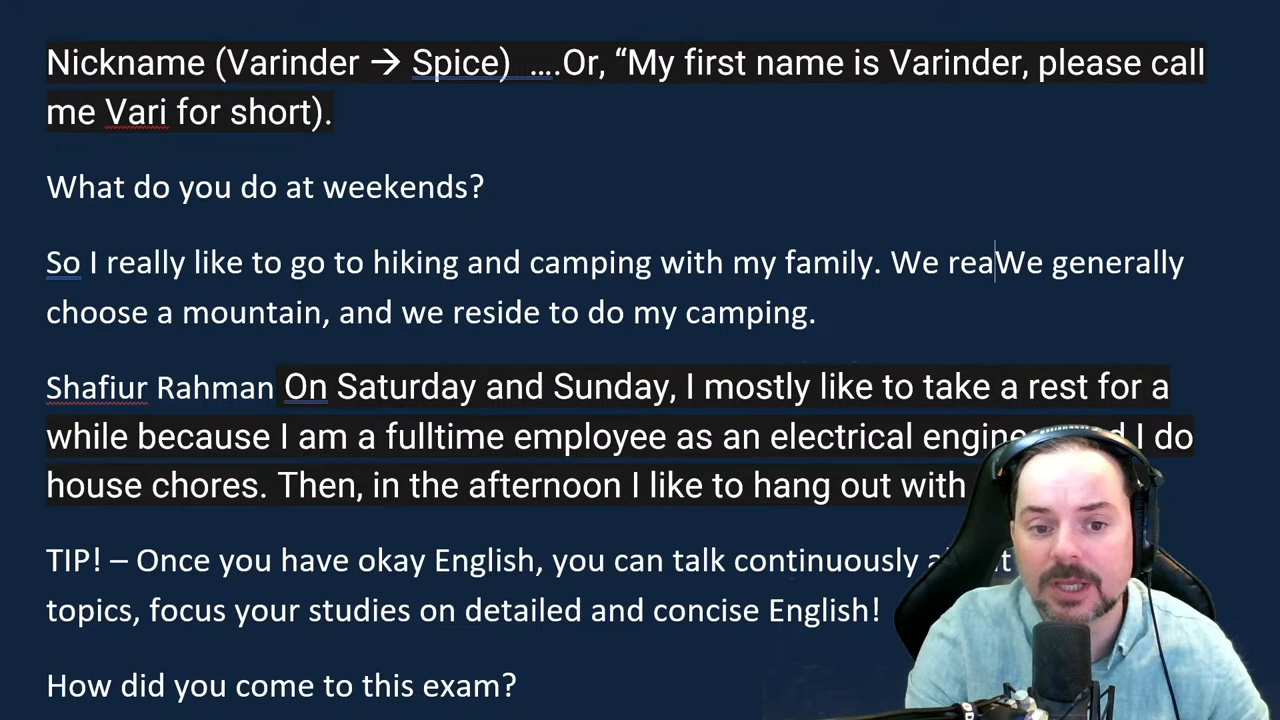 Nickname (Varinder → Spice) ….Or, “My first name is Varinder, please call
me Vari for short).
What do you do at weekends?
So I really like to go to hiking and camping with my family. We reaWe generally
choose a mountain, and we reside to do my camping.
Shafiur Rahman On Saturday and Sunday, I mostly like to take a rest for a
while because I am a fulltime employee as an electrical I do
house chores. Then, in the afternoon I like to hang out with
TIP! – Once you have okay English, you can talk continuously
topics, focus your studies on detailed and concise English!
How did you come to this exam?